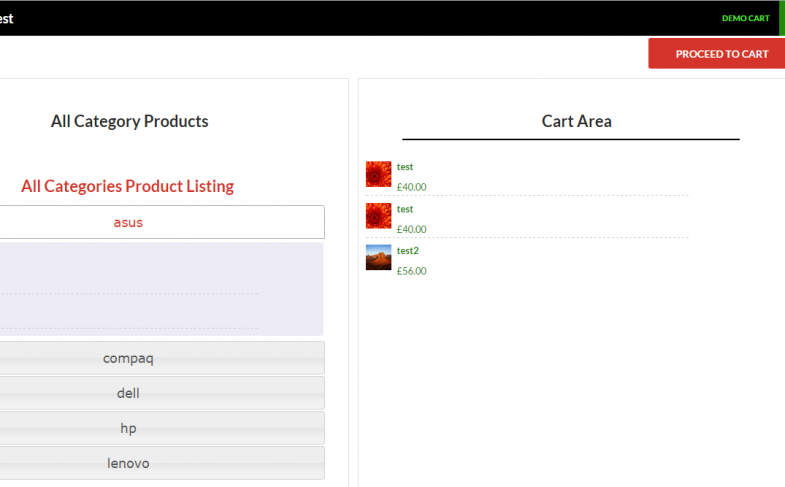 est
DEMO CART
PROCEED TO CART
All Category Products
All Categories Product Listing
asus
compaq
dell
hp
lenovo
Cart Area
test
£40.00
test
£40.00
test2
£56.00